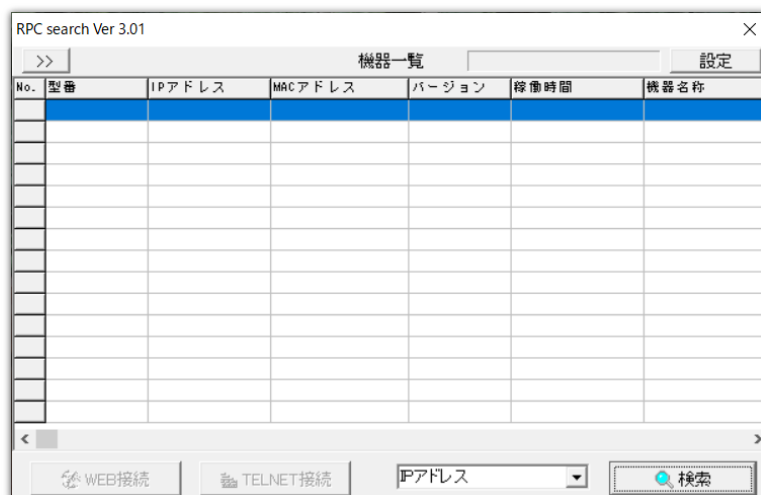 RPC search Ver 3.01
>> 機器一覧 設定
No. 型番 IPアドレス MACアドレス バージョン 稼働時間 機器名称
WEB接続 TELNET接続 IPアドレス 検索